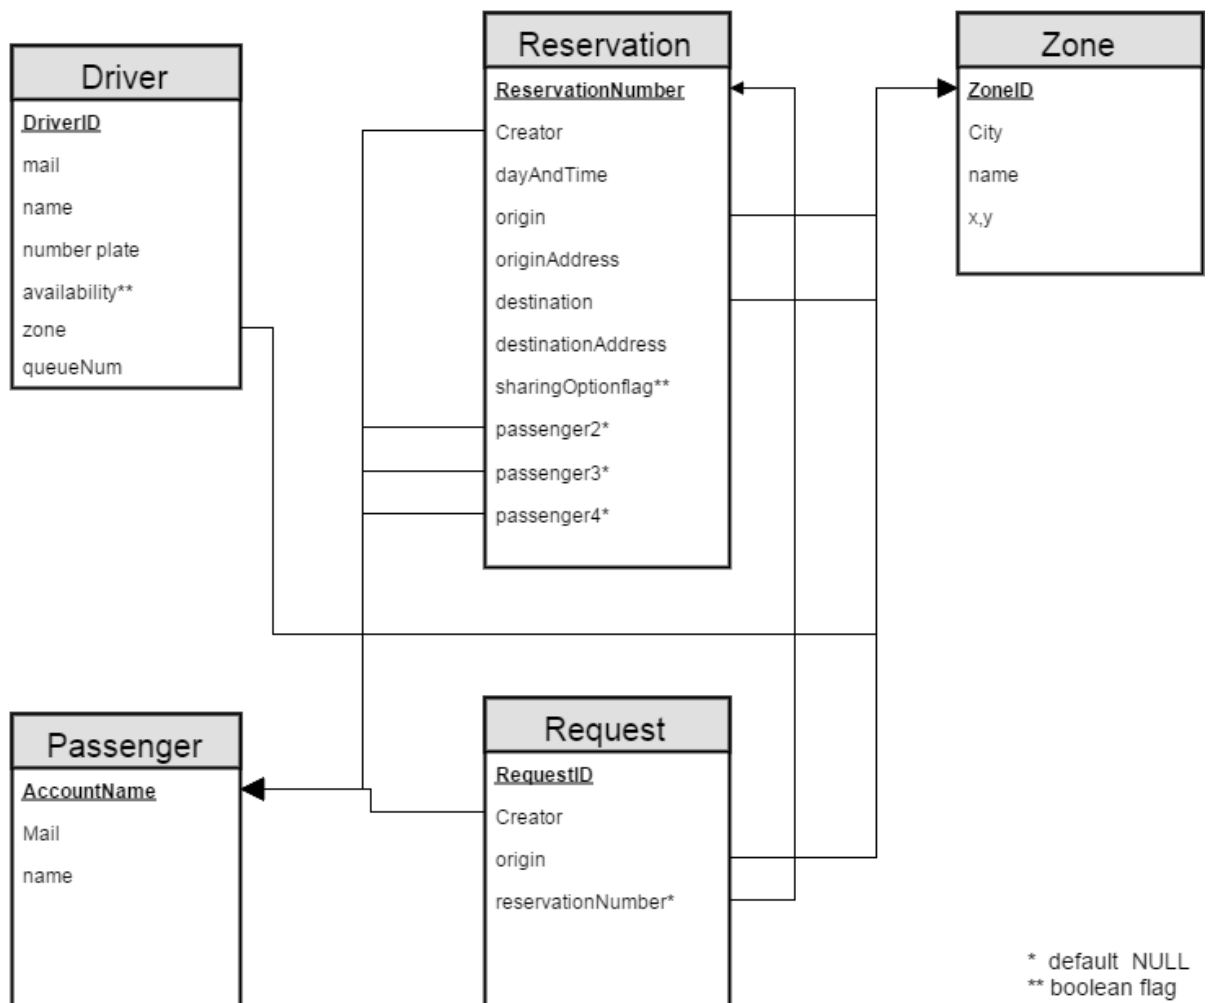 Driver
DriverID
mail
name
number plate
availability**
zone
queueNum
Reservation
ReservationNumber
Creator
dayAndTime
origin
originAddress
destination
destinationAddress
sharingOptionflag**
passenger2*
passenger3*
passenger4*
Zone
ZoneID
City
name
x,y
Passenger
AccountName
Mail
name
Request
RequestID
Creator
origin
reservationNumber*
* default NULL
** boolean flag